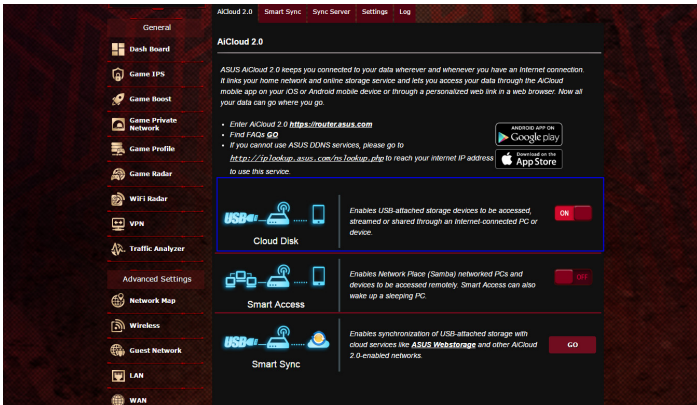 AiCloud 2.0 Smart Sync Sync Server Settings Log
General
Dash Board
Game IPS
Game Boost
Game Private
Network
Game Profile
Game Radar
WiFi Radar
VPN
Traffic Analyzer
Advanced Settings
Network Map
Wireless
Guest Network
LAN
WAN
AiCloud 2.0
ASUS AiCloud 2.0 keeps you connected to your data wherever and whenever you have an Internet connection.
It links your home network and online storage service and lets you access your data through the AiCloud
mobile app on your iOS or Android mobile device or through a personalized web link in a web browser. Now all
your data can go where you go.
• Enter AiCloud 2.0 https://router.asus.com
• Find FAQs GO
• If you cannot use ASUS DDNS services, please go to
http://iplookup.asus.com/nslookup.php to reach your internet IP address
to use this service.
ANDROID APP ON
Google play
Download on the
App Store
USB
Cloud Disk
Enables USB-attached storage devices to be accessed,
streamed or shared through an Internet-connected PC or
device.
ON
Smart Access
Enables Network Place (Samba) networked PCs and
devices to be accessed remotely. Smart Access can also
wake up a sleeping PC.
OFF
USB
Smart Sync
Enables synchronization of USB-attached storage with
cloud services like ASUS Webstorage and other AiCloud
2.0-enabled networks.
GO